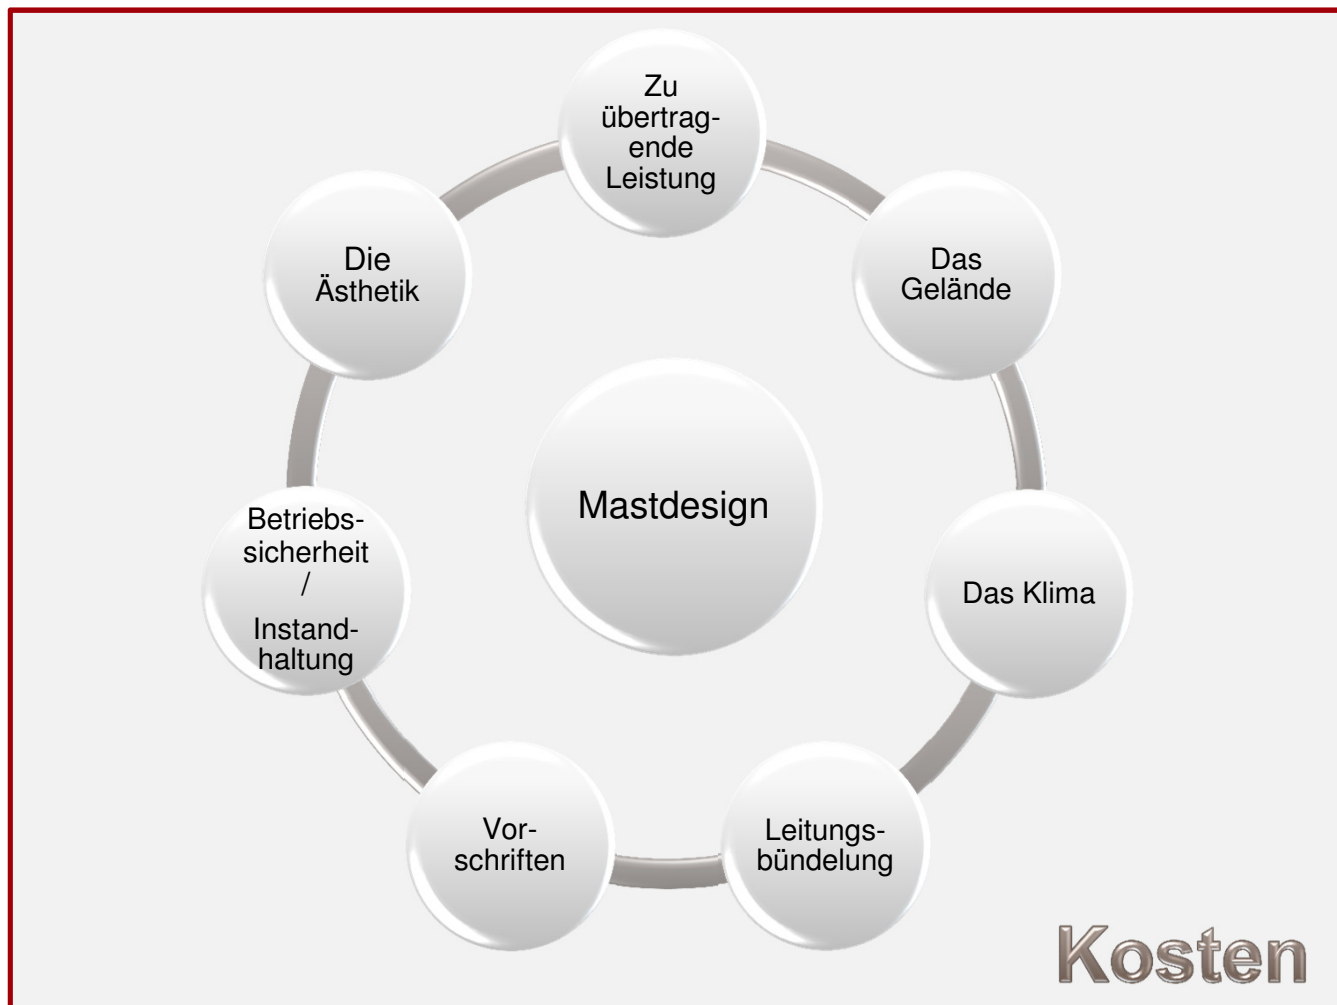 Zu
übertrag-
ende
Leistung
Die
Ästhetik
Das
Gelände
Mastdesign
Betriebs-
sicherheit
/
Instand-
haltung
Das Klima
Vor-
schriften
Leitungs-
bündelung
Kosten